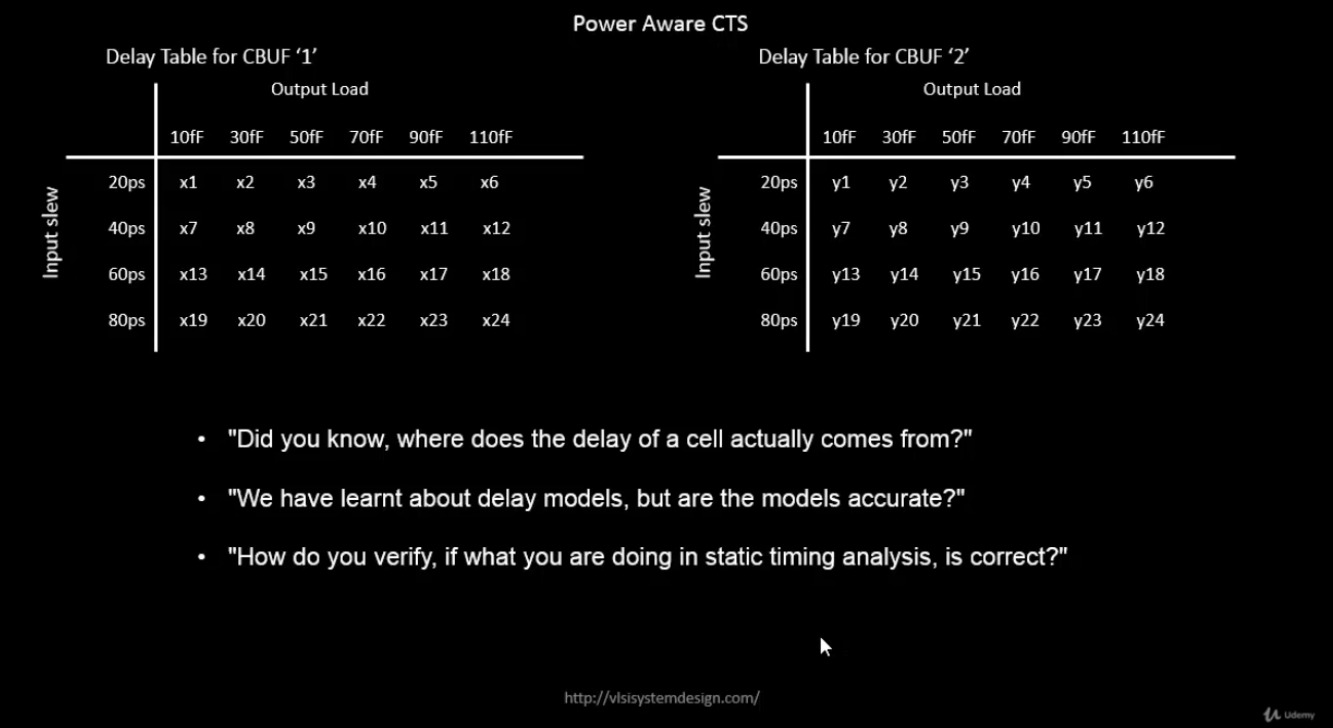 Power Aware CTS
Delay Table for CBUF ‘1’
Output Load
10fF 30fF 50fF 70fF 90fF 110fF
Input slew
20ps x1 x2 x3 x4 x5 x6
40ps x7 x8 x9 x10 x11 x12
60ps x13 x14 x15 x16 x17 x18
80ps x19 x20 x21 x22 x23 x24
Delay Table for CBUF ‘2’
Output Load
10fF 30fF 50fF 70fF 90fF 110fF
Input slew
20ps y1 y2 y3 y4 y5 y6
40ps y7 y8 y9 y10 y11 y12
60ps y13 y14 y15 y16 y17 y18
80ps y19 y20 y21 y22 y23 y24
• "Did you know, where does the delay of a cell actually comes from?"
• "We have learnt about delay models, but are the models accurate?"
• "How do you verify, if what you are doing in static timing analysis, is correct?"
http://vlsisystemdesign.com/
Udemy